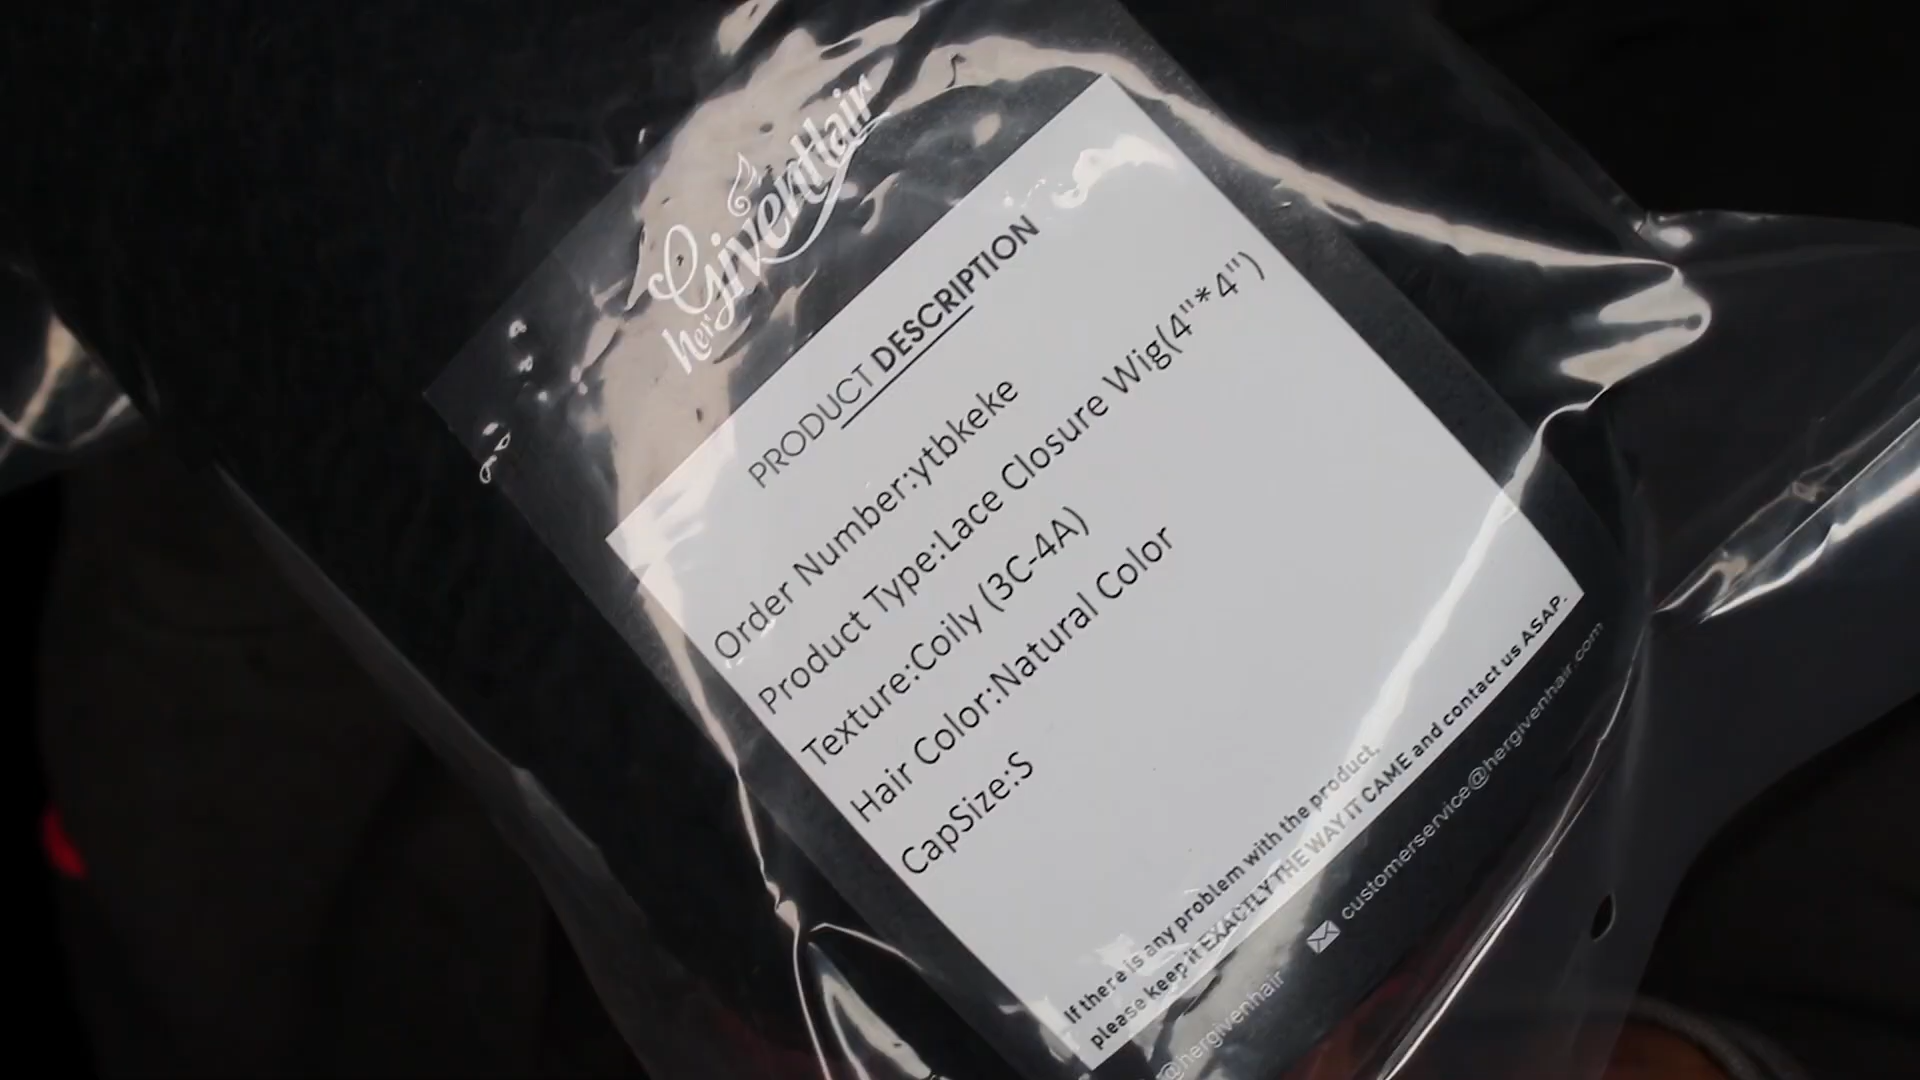 herGivenHair
PRODUCT DESCRIPTION
Order Number:ytbkeke
Product Type:Lace Closure Wig(4"*4")
Texture:Coily (3C-4A)
Hair Color:Natural Color
CapSize:S
If there is any problem with the product,
please keep it EXACTLY THE WAY IT CAME and contact us ASAP.
@hergivenhair
customerservice@hergivenhair.com